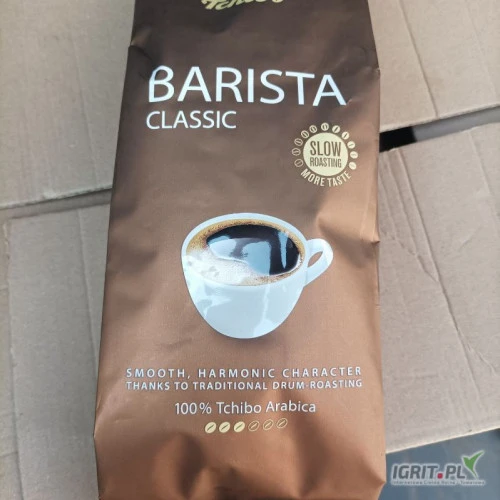 Tchibo
BARISTA
CLASSIC
SLOW
ROASTING
MORE TASTE
SMOOTH, HARMONIC CHARACTER
THANKS TO TRADITIONAL DRUM-ROASTING
100% Tchibo Arabica
IGRIT.PL